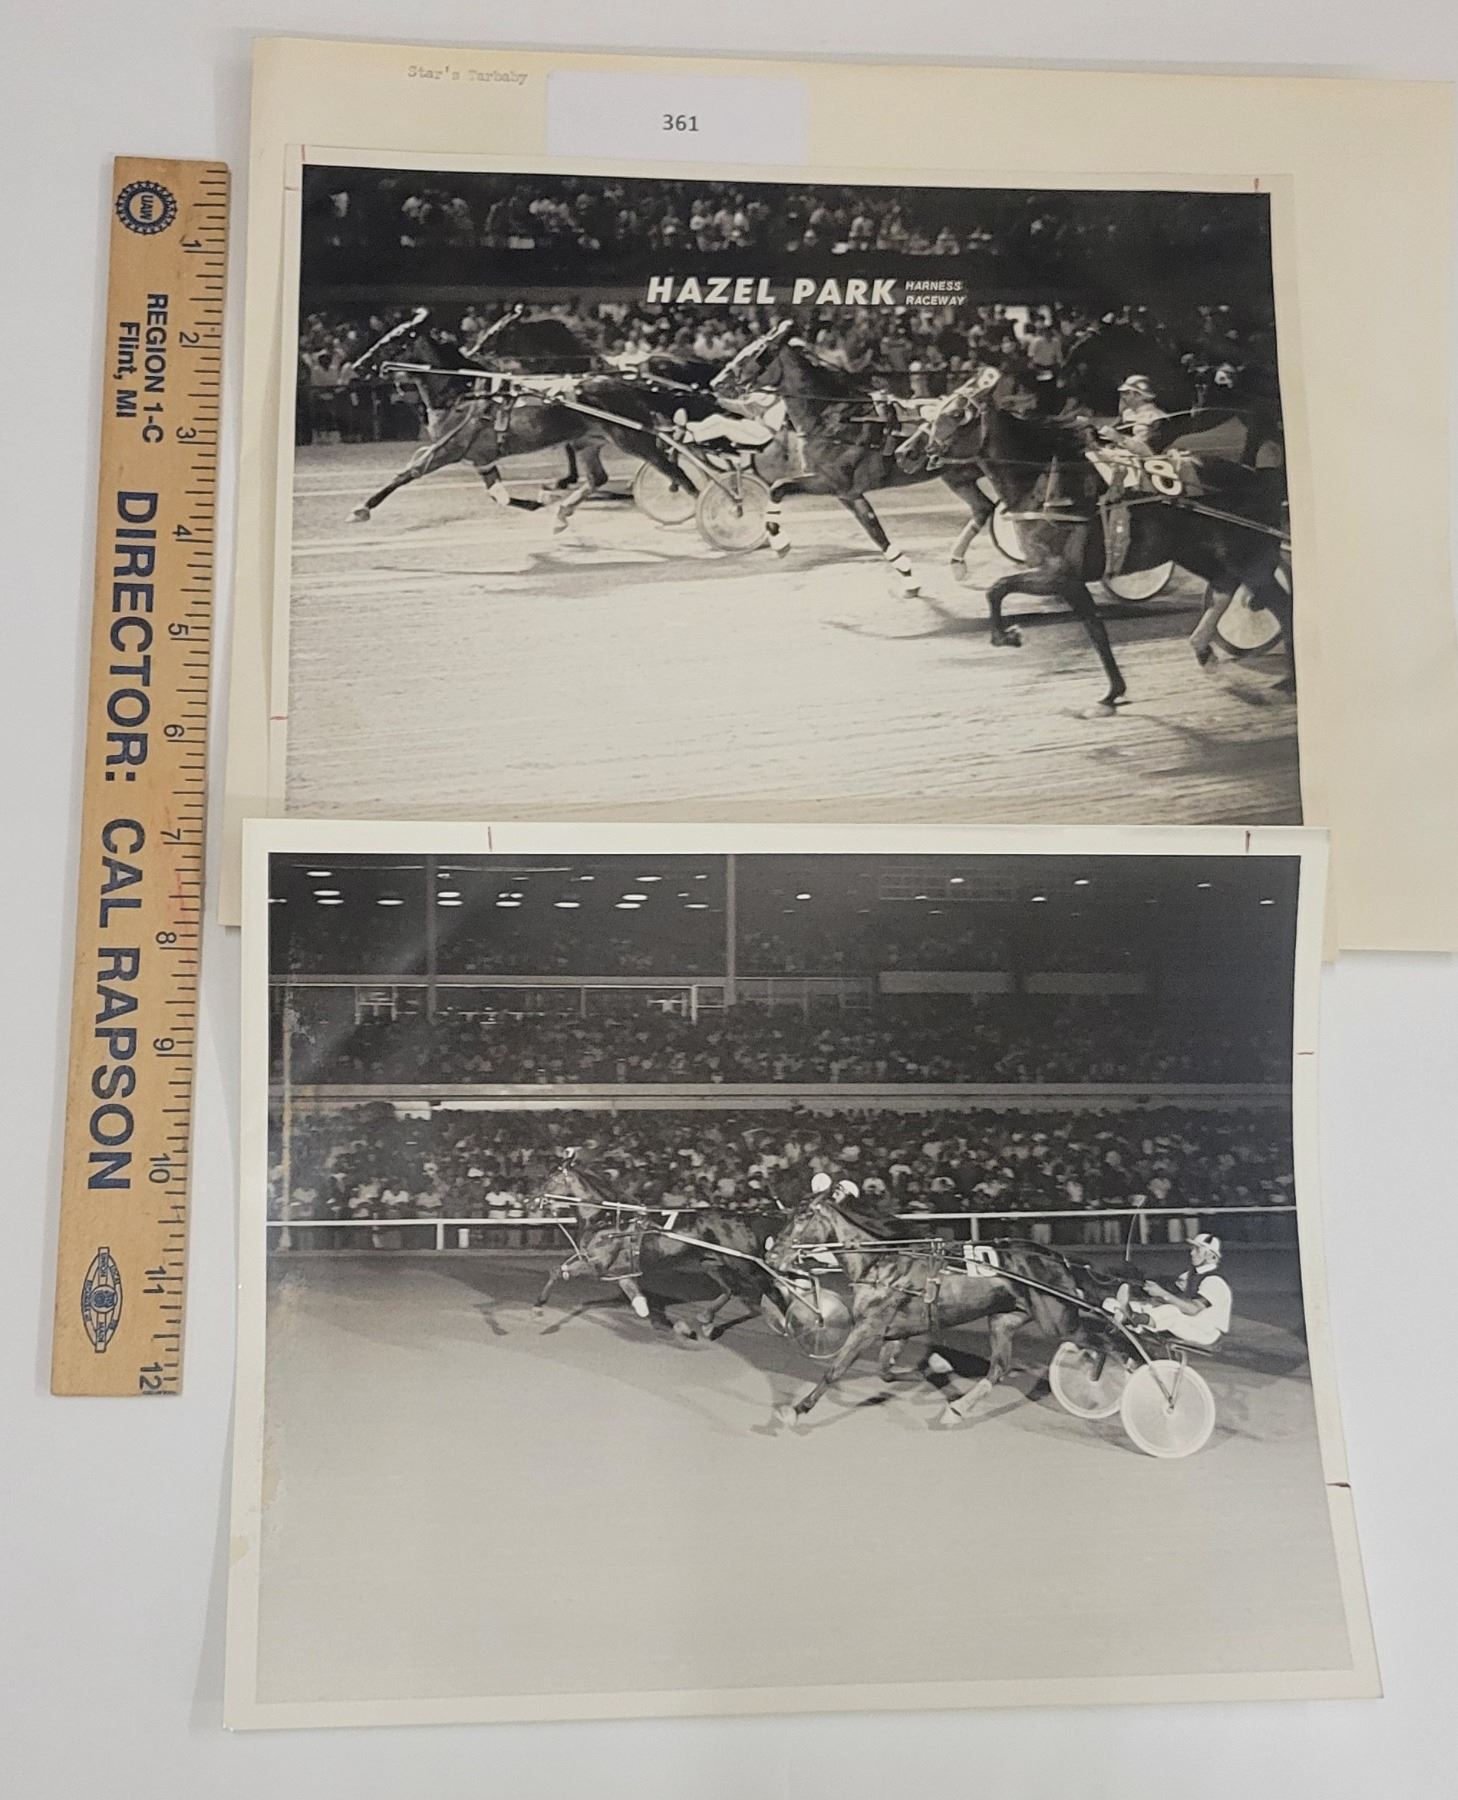 Star's Tarbaby
361
HAZEL PARK HARNESS
RACEWAY
8
8
7
10
UAW
REGION 1-C
Flint, MI
DIRECTOR: CAL RAPSON
1
2
3
4
5
6
7
8
9
10
11
12